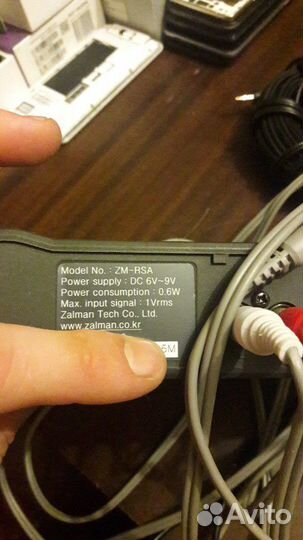 Model No. : ZM-RSA
Power supply : DC 6V~9V
Power consumption : 0.6W
Max. input signal : 1Vrms
Zalman Tech Co., Ltd.
www.zalman.co.kr
5M
Avito